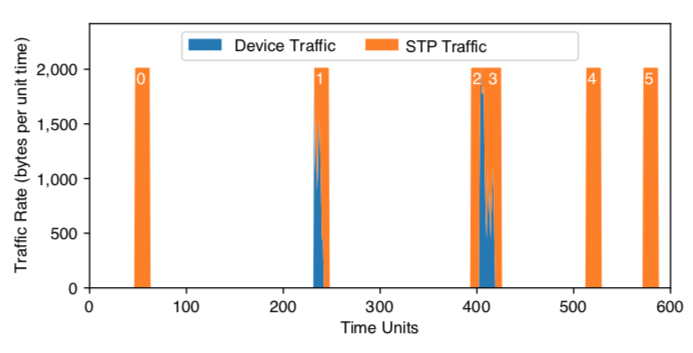 Device Traffic STP Traffic
Traffic Rate (bytes per unit time)
2,000
1,500
1,000
500
0
0 1 2 3 4 5
0 100 200 300 400 500 600
Time Units